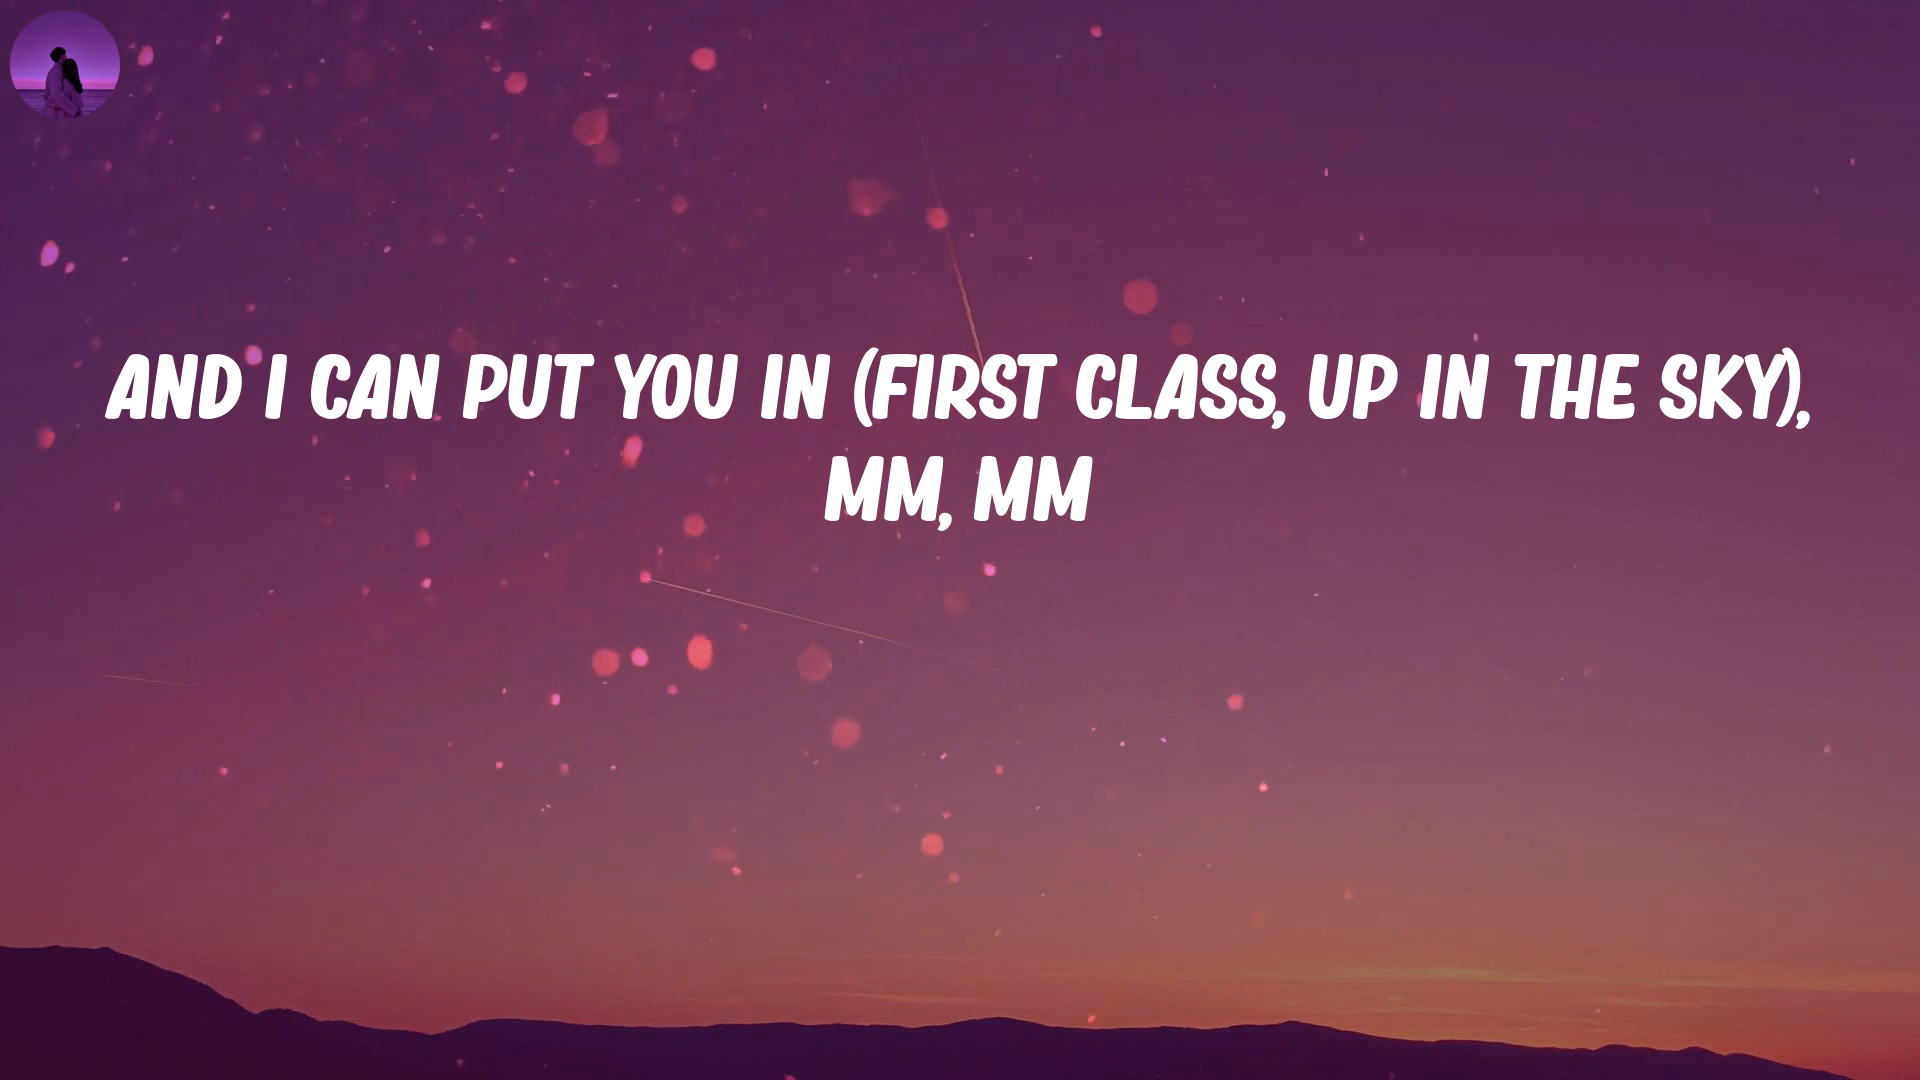 AND I CAN PUT YOU IN (FIRST CLASS, UP IN THE SKY),
MM, MM